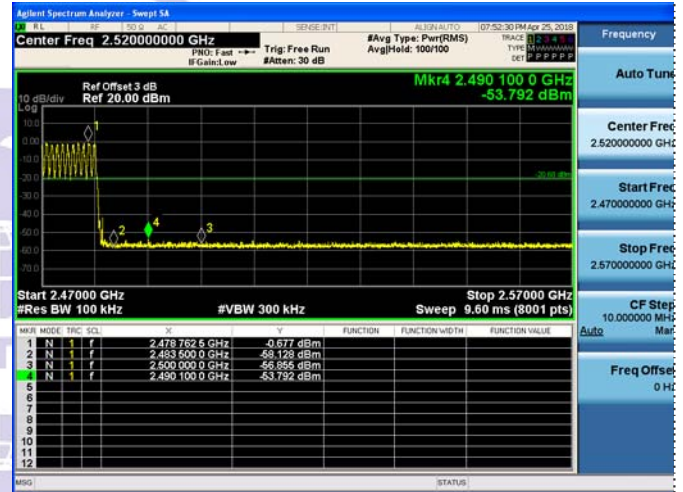 Agilent Spectrum Analyzer - Swept SA
RL RF 50 Ω AC SENSE:INT ALIGN AUTO 07:52:30 PM Apr 25, 2018
Center Freq 2.520000000 GHz #Avg Type: Pwr(RMS) TRACE 1 2 3 4 5 6
PNO: Fast Trig: Free Run Avg|Hold: 100/100 TYPE M
IFGain:Low #Atten: 30 dB DET P P P P P P
Ref Offset 3 dB Mkr4 2.490 100 0 GHz
10 dB/div Ref 20.00 dBm -53.792 dBm
Log
10.0
0.00
-10.0
-20.0
-20.68 dBm
-30.0
-40.0
-50.0
-60.0
-70.0
1
2
4
3
Start 2.47000 GHz Stop 2.57000 GHz
#Res BW 100 kHz #VBW 300 kHz Sweep 9.60 ms (8001 pts)
MKR MODE TRC SCL X Y FUNCTION FUNCTION WIDTH FUNCTION VALUE
1 N 1 f 2.478 762 5 GHz -0.677 dBm
2 N 1 f 2.483 500 0 GHz -58.128 dBm
3 N 1 f 2.500 000 0 GHz -56.855 dBm
4 N 1 f 2.490 100 0 GHz -53.792 dBm
5
6
7
8
9
10
11
12
MSG STATUS
Frequency
Auto Tune
Center Freq
2.520000000 GHz
Start Freq
2.470000000 GHz
Stop Freq
2.570000000 GHz
CF Step
10.000000 MHz
Auto Man
Freq Offset
0 Hz